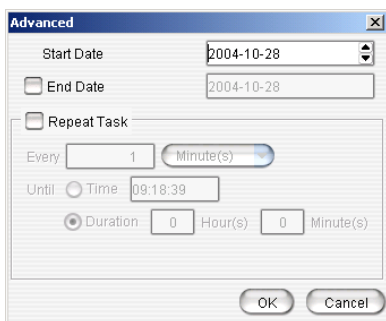 Advanced
Start Date 2004-10-28
End Date 2004-10-28
Repeat Task
Every 1 Minute(s)
Until Time 09:18:39
Duration 0 Hour(s) 0 Minute(s)
OK Cancel